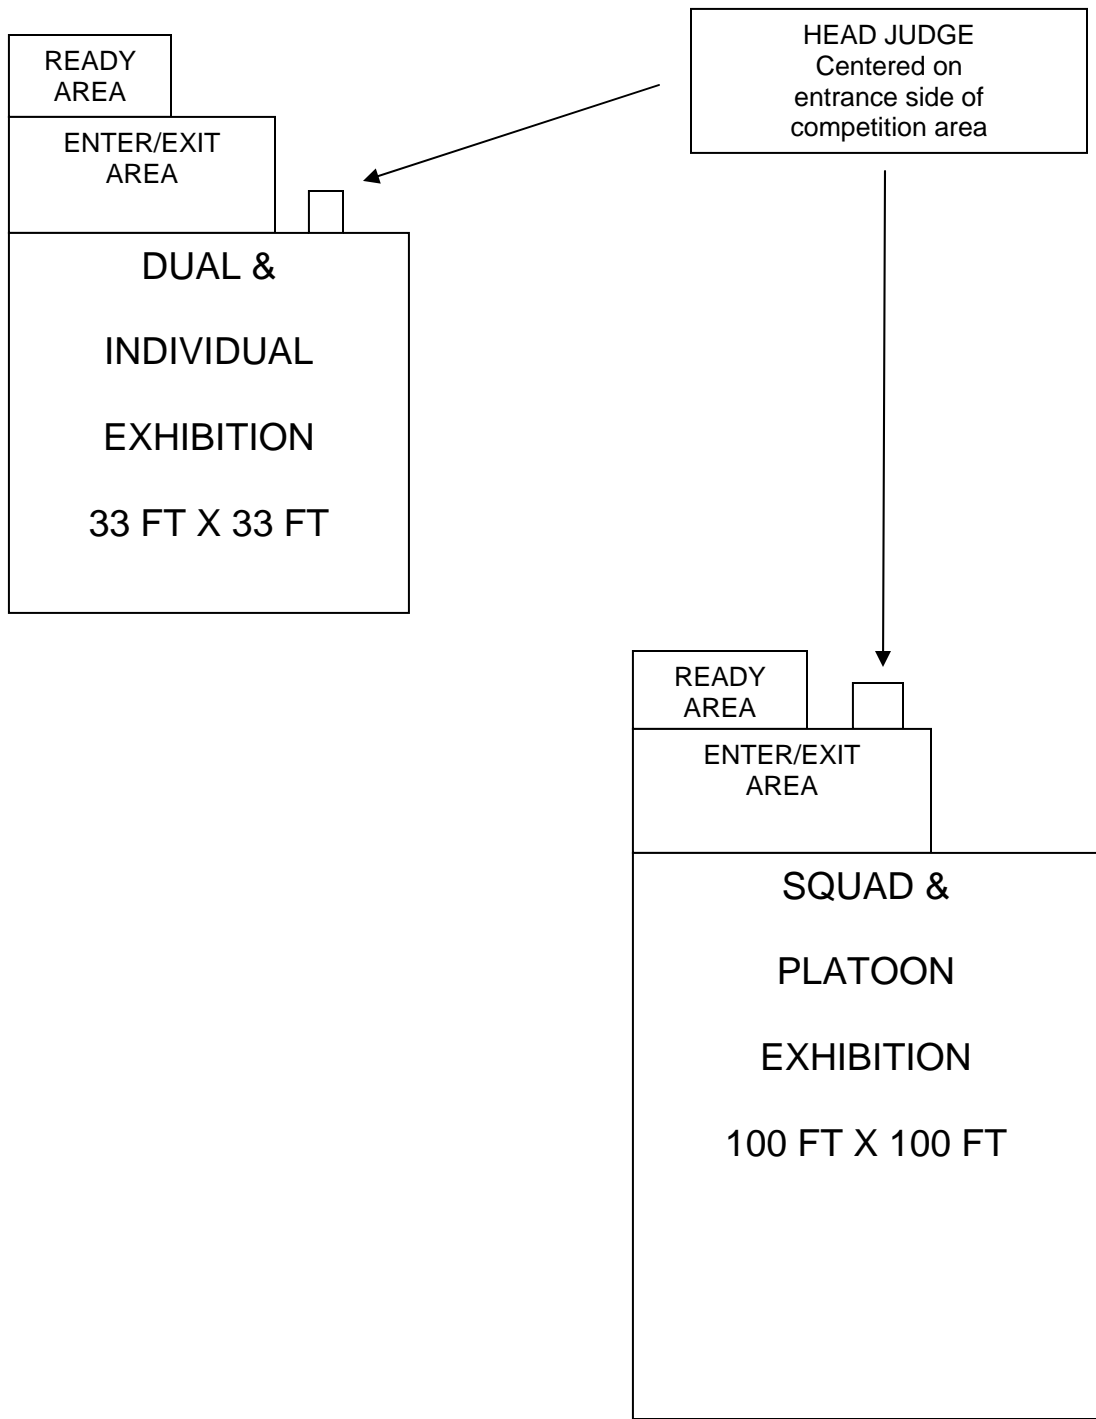 READY
AREA
ENTER/EXIT
AREA
HEAD JUDGE
Centered on
entrance side of
competition area
DUAL &
INDIVIDUAL
EXHIBITION
33 FT X 33 FT
READY
AREA
ENTER/EXIT
AREA
SQUAD &
PLATOON
EXHIBITION
100 FT X 100 FT